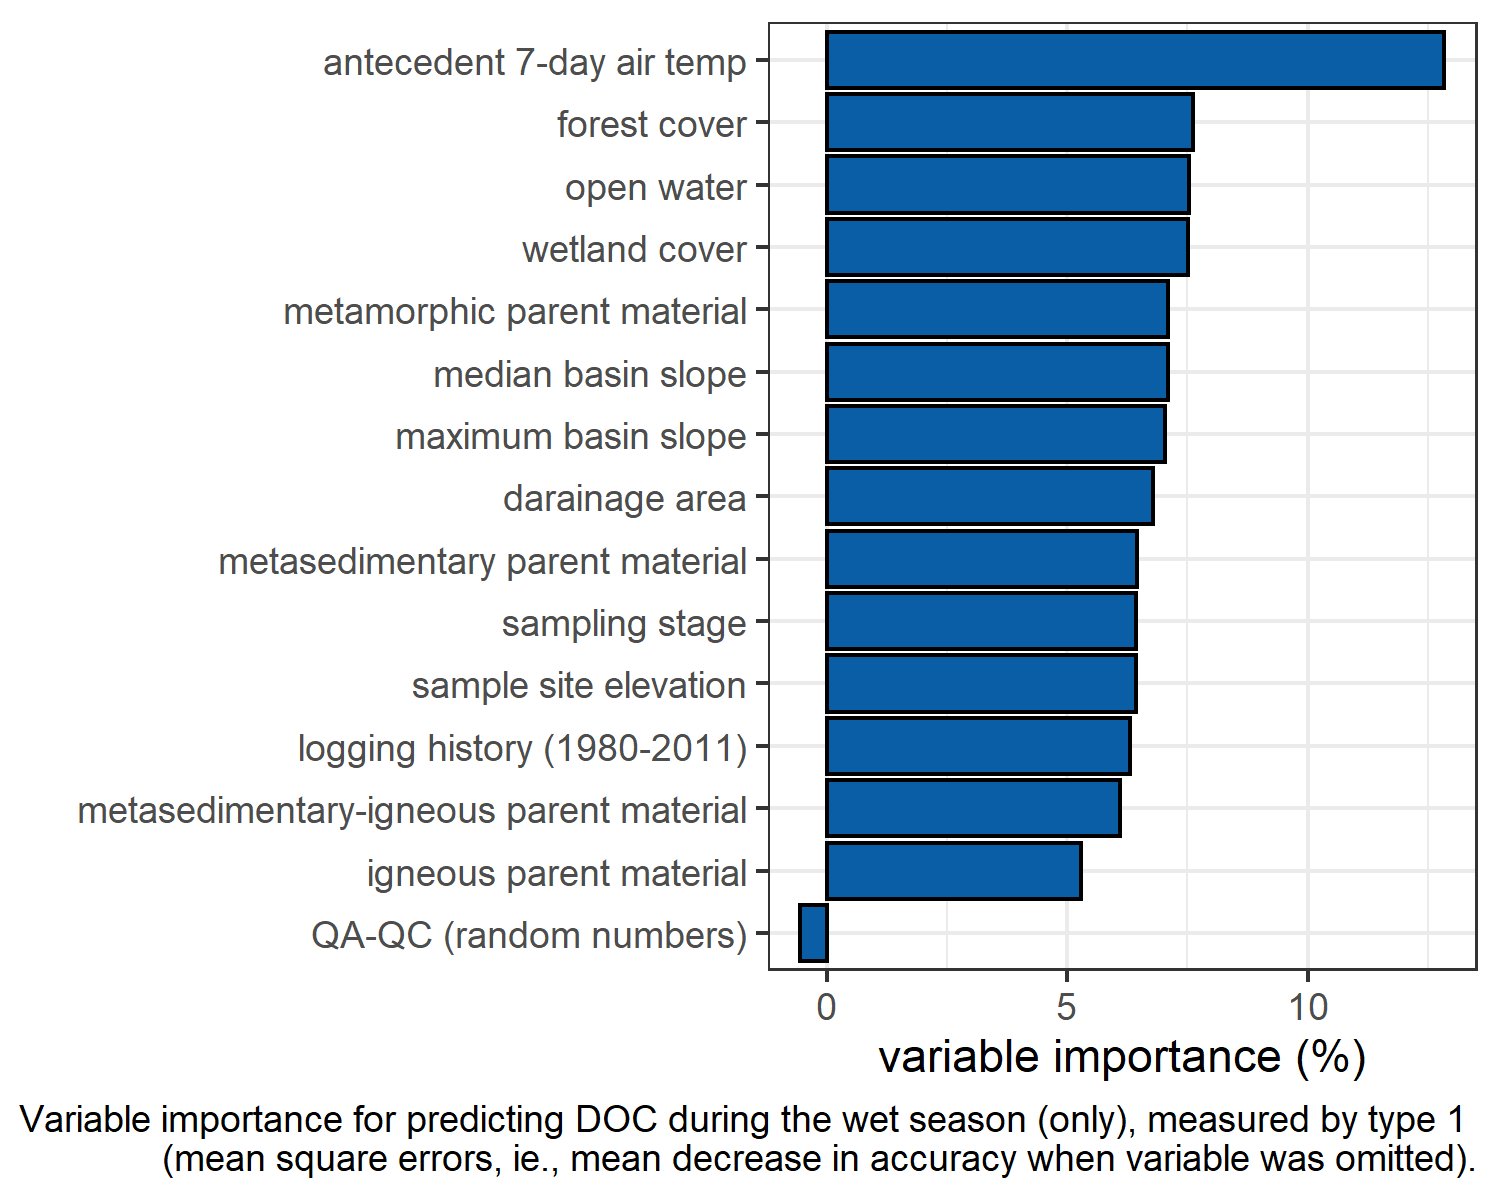 antecedent 7-day air temp
forest cover
open water
wetland cover
metamorphic parent material
median basin slope
maximum basin slope
darainage area
metasedimentary parent material
sampling stage
sample site elevation
logging history (1980-2011)
metasedimentary-igneous parent material
igneous parent material
QA-QC (random numbers)
0 5 10
variable importance (%)
Variable importance for predicting DOC during the wet season (only), measured by type 1
(mean square errors, ie., mean decrease in accuracy when variable was omitted).